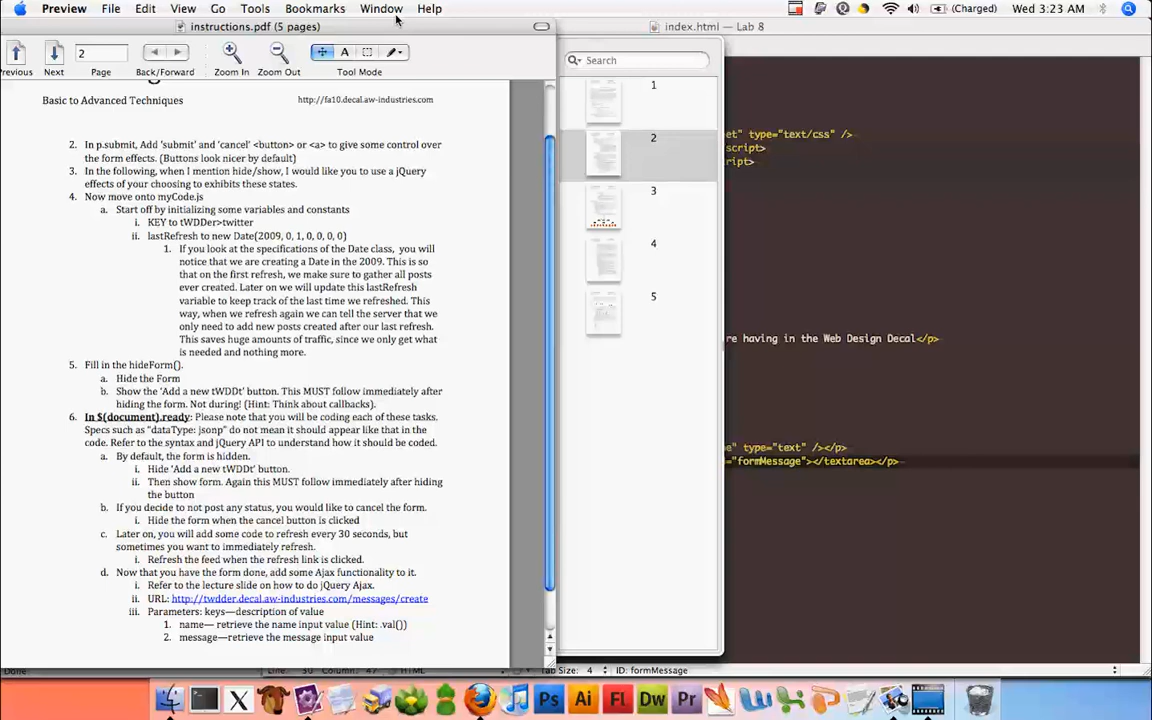 Preview File Edit View Go Tools Bookmarks Window Help (Charged) Wed 3:23 AM
instructions.pdf (5 pages)
index.html — Lab 8
2
revious Next Page Back/Forward Zoom In Zoom Out Tool Mode
Search
Basic to Advanced Techniques http://fa10.decal.aw-industries.com
2. In p.submit, Add 'submit' and 'cancel' <button> or <a> to give some control over
the form effects. (Buttons look nicer by default)
3. In the following, when I mention hide/show, I would like you to use a jQuery
effects of your choosing to exhibits these states.
4. Now move onto myCode.js
a. Start off by initializing some variables and constants
i. KEY to tWDDer>twitter
ii. lastRefresh to new Date(2009, 0, 1, 0, 0, 0, 0)
1. If you look at the specifications of the Date class, you will
notice that we are creating a Date in the 2009. This is so
that on the first refresh, we make sure to gather all posts
ever created. Later on we will update this lastRefresh
variable to keep track of the last time we refreshed. This
way, when we refresh again we can tell the server that we
only need to add new posts created after our last refresh.
This saves huge amounts of traffic, since we only get what
is needed and nothing more.
5. Fill in the hideForm().
a. Hide the Form
b. Show the 'Add a new tWDDt' button. This MUST follow immediately after
hiding the form. Not during! (Hint: Think about callbacks).
6. In $(document).ready: Please note that you will be coding each of these tasks.
Specs such as "dataType: jsonp" do not mean it should appear like that in the
code. Refer to the syntax and jQuery API to understand how it should be coded.
a. By default, the form is hidden.
i. Hide 'Add a new tWDDt' button.
ii. Then show form. Again this MUST follow immediately after hiding
the button
b. If you decide to not post any status, you would like to cancel the form.
i. Hide the form when the cancel button is clicked
c. Later on, you will add some code to refresh every 30 seconds, but
sometimes you want to immediately refresh.
i. Refresh the feed when the refresh link is clicked.
d. Now that you have the form done, add some Ajax functionality to it.
i. Refer to the lecture slide on how to do jQuery Ajax.
ii. URL: http://twdder.decal.aw-industries.com/messages/create
iii. Parameters: keys—description of value
1. name— retrieve the name input value (Hint: .val())
2. message—retrieve the message input value
1
2
3
4
5
et" type="text/css" />
script>
ript>
re having in the Web Design Decal</p>
e" type="text" /></p>
="formMessage"></textarea></p>
Done Line: 50 Column: 47 HTML Tab Size: 4 ID: formMessage
X Ps Ai Fl Dw Pr